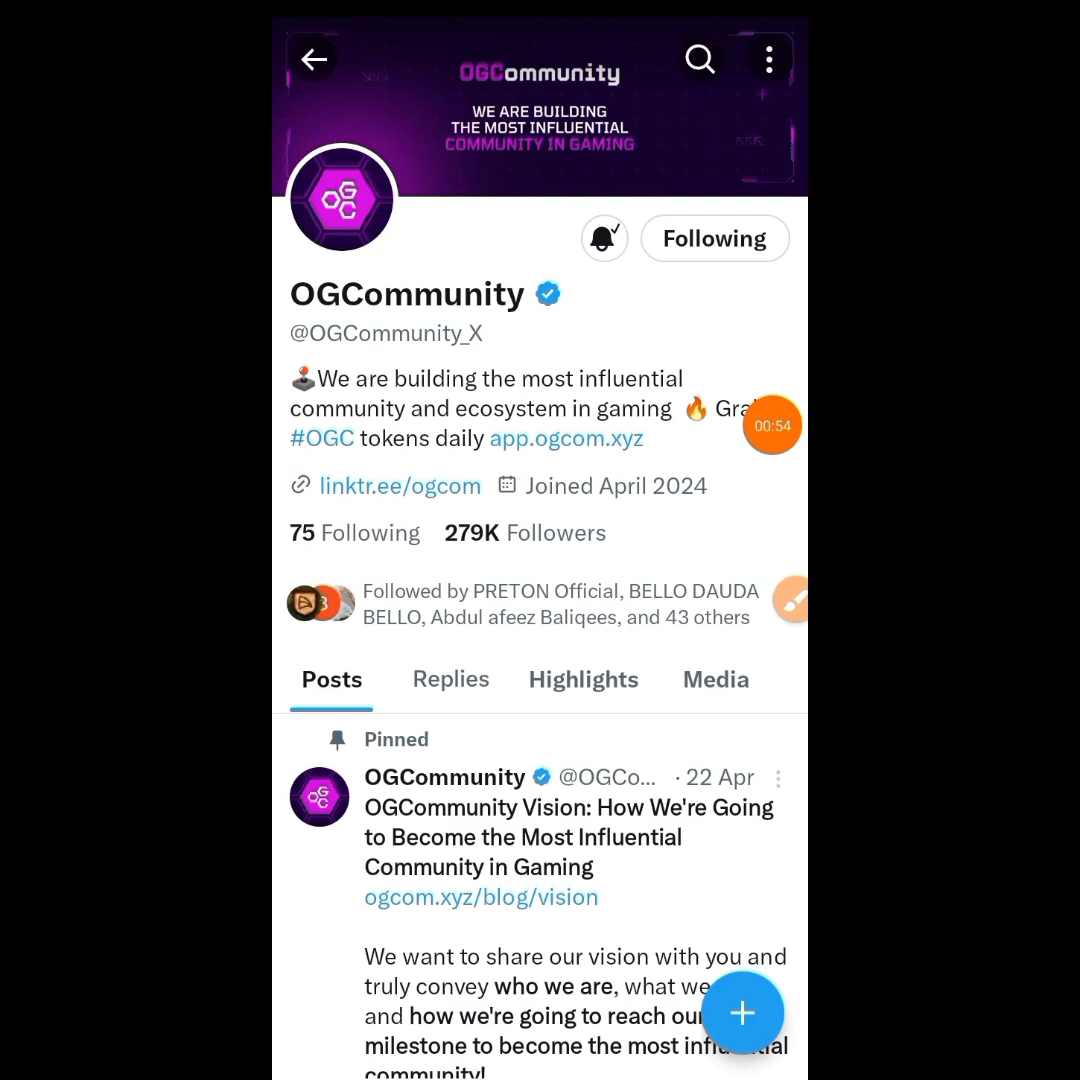 OGCommunity
WE ARE BUILDING
THE MOST INFLUENTIAL
COMMUNITY IN GAMING
OGC
Following
OGCommunity
@OGCommunity_X
🕹️We are building the most influential
community and ecosystem in gaming 🔥
#OGC tokens daily app.ogcom.xyz
00:54
linktr.ee/ogcom Joined April 2024
75 Following 279K Followers
Followed by PRETON Official, BELLO DAUDA
BELLO, Abdul afeez Baliqees, and 43 others
Posts Replies Highlights Media
Pinned
OGCommunity @OGCo... · 22 Apr
OGCommunity Vision: How We're Going
to Become the Most Influential
Community in Gaming
ogcom.xyz/blog/vision
We want to share our vision with you and
truly convey who we are, what we
and how we're going to reach our
milestone to become the most influential
community!